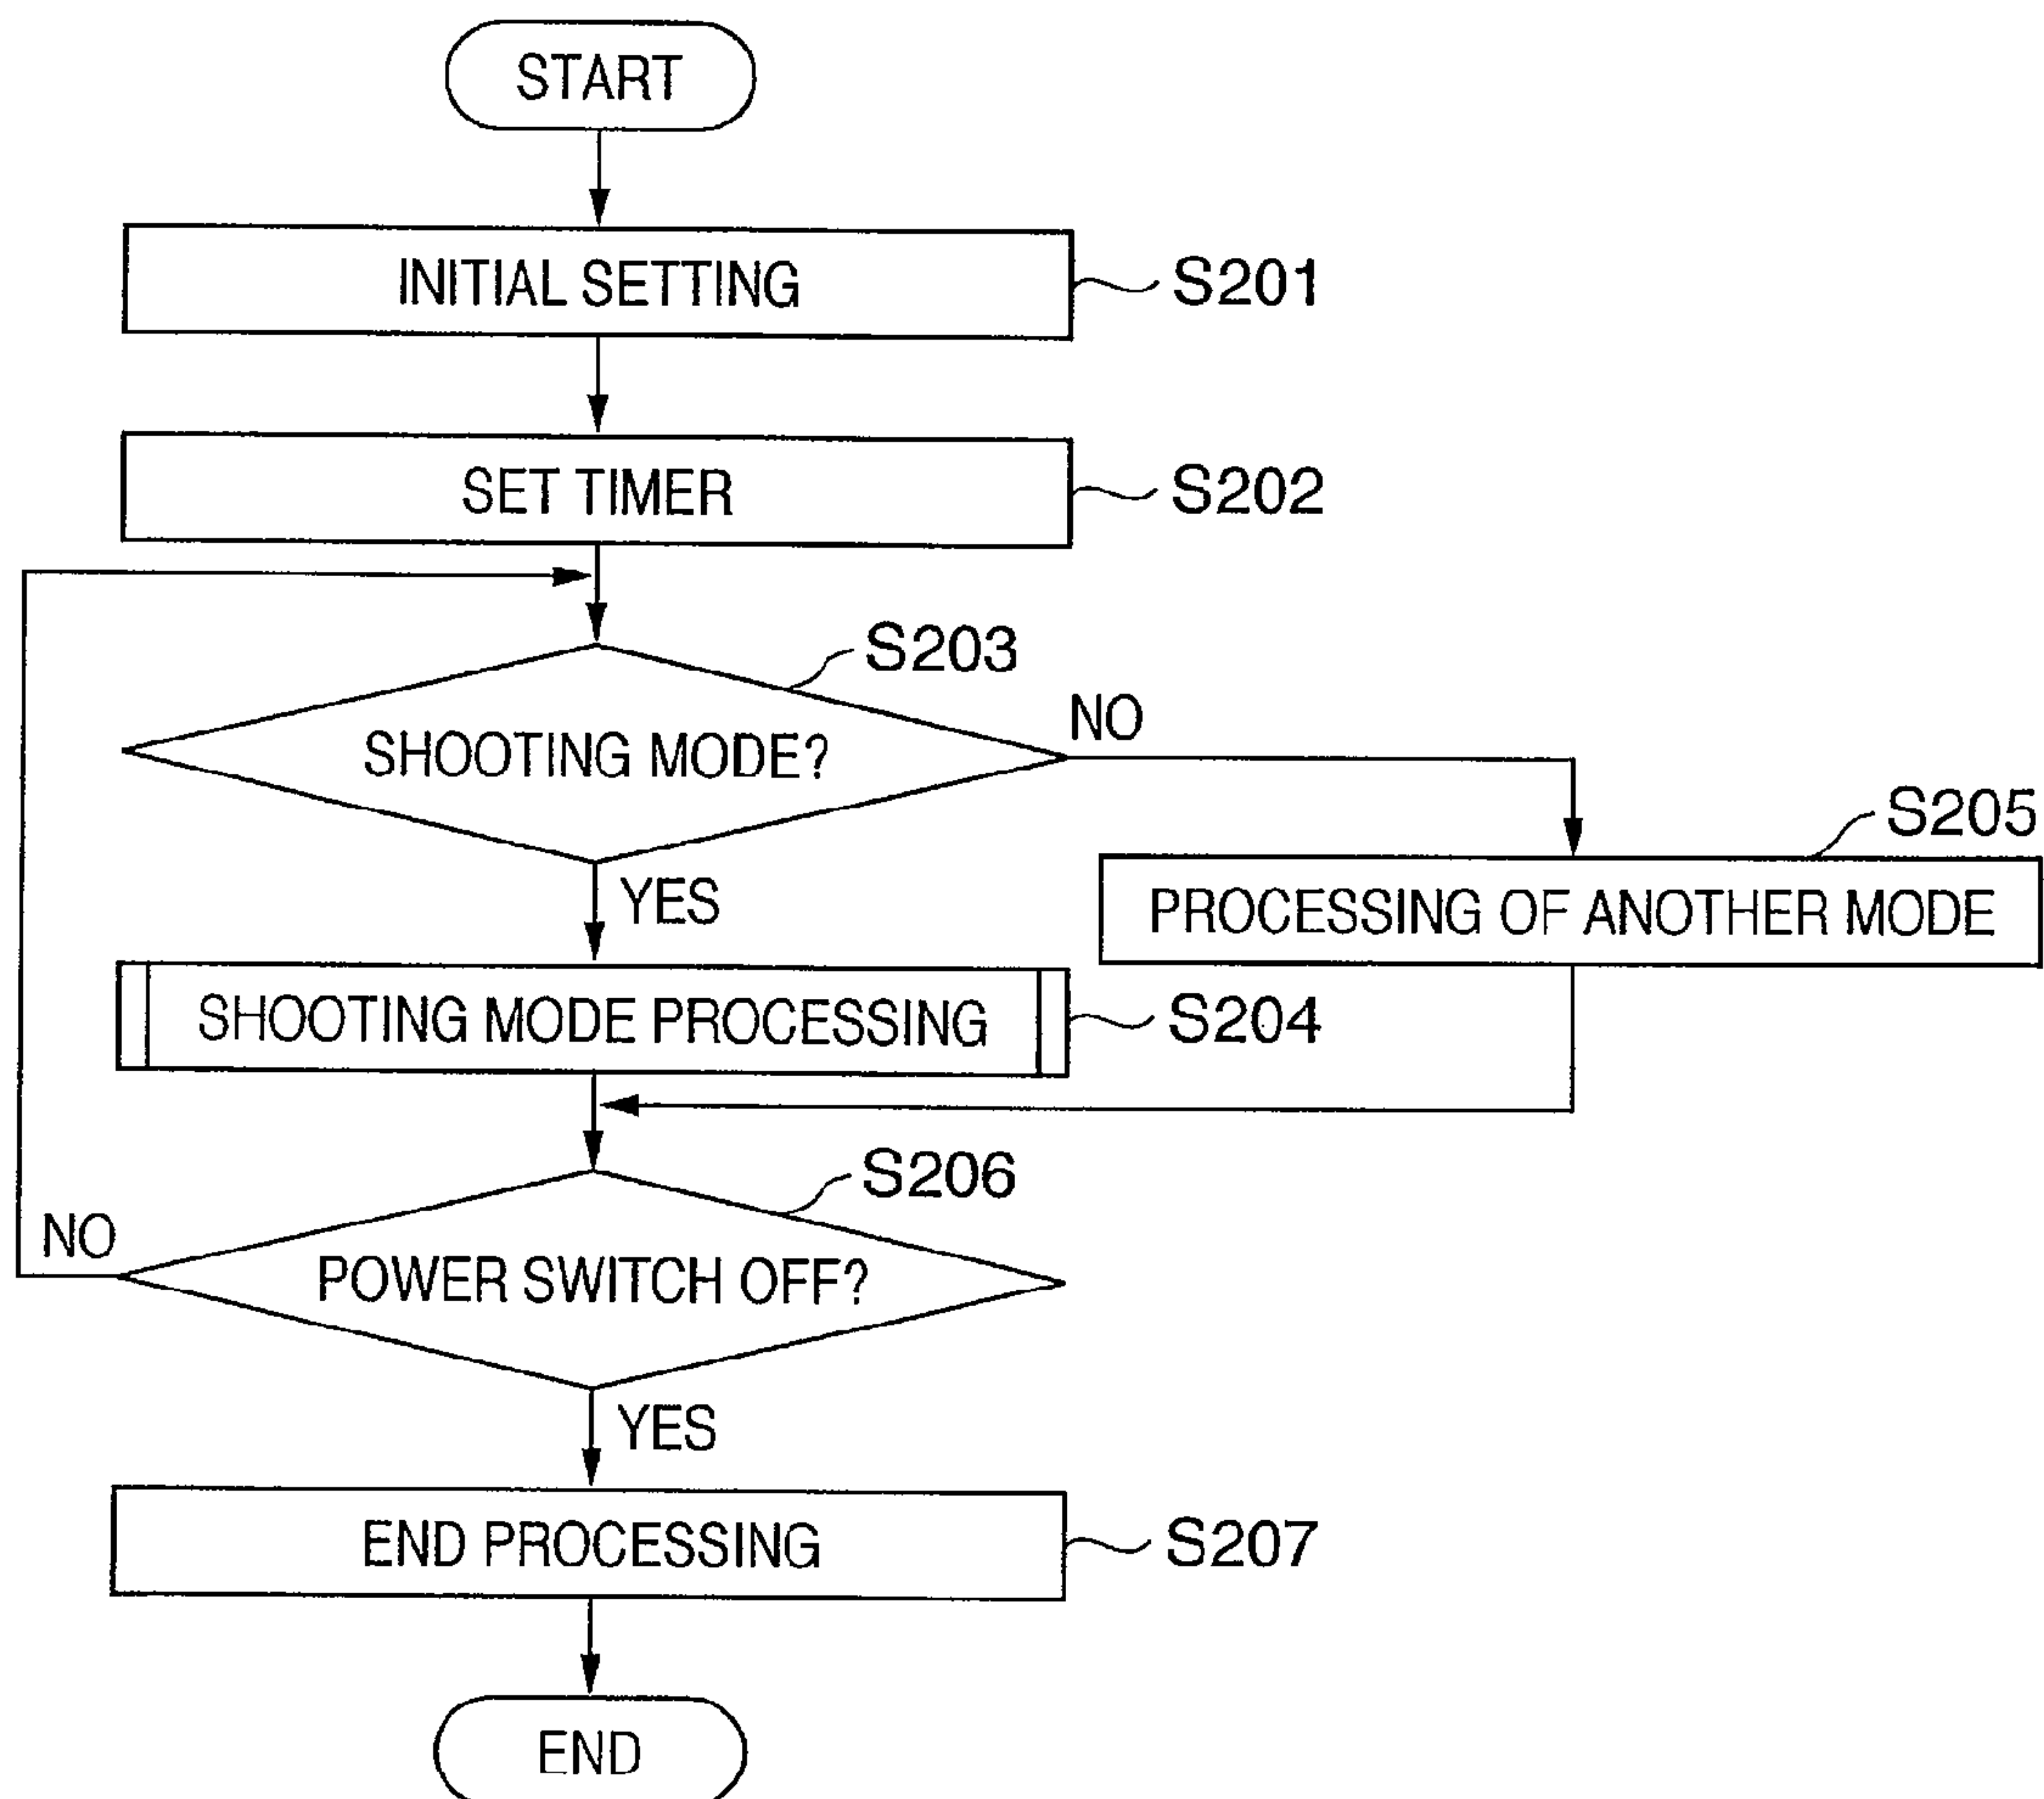 START
INITIAL SETTING
S201
SET TIMER
S202
S203
SHOOTING MODE?
NO
S205
YES
PROCESSING OF ANOTHER MODE
SHOOTING MODE PROCESSING
S204
S206
NO
POWER SWITCH OFF?
YES
END PROCESSING
S207
END